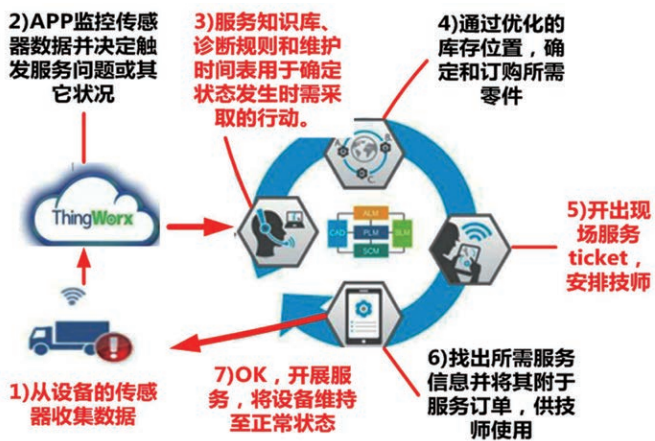 2)APP监控传感
器数据并决定触
发服务问题或其
它状况
3)服务知识库、
诊断规则和维护
时间表用于确定
状态发生时需采
取的行动。
4)通过优化的
库存位置，确
定和订购所需
零件
A.
B.
C.
ThingWorx
ALM
CAD
PLM
SLM
SCM
5)开出现
场服务
ticket，
安排技师
1)从设备的传感
器收集数据
7)OK，开展服
务，将设备维持
至正常状态
6)找出所需服务
信息并将其附于
服务订单，供技
师使用